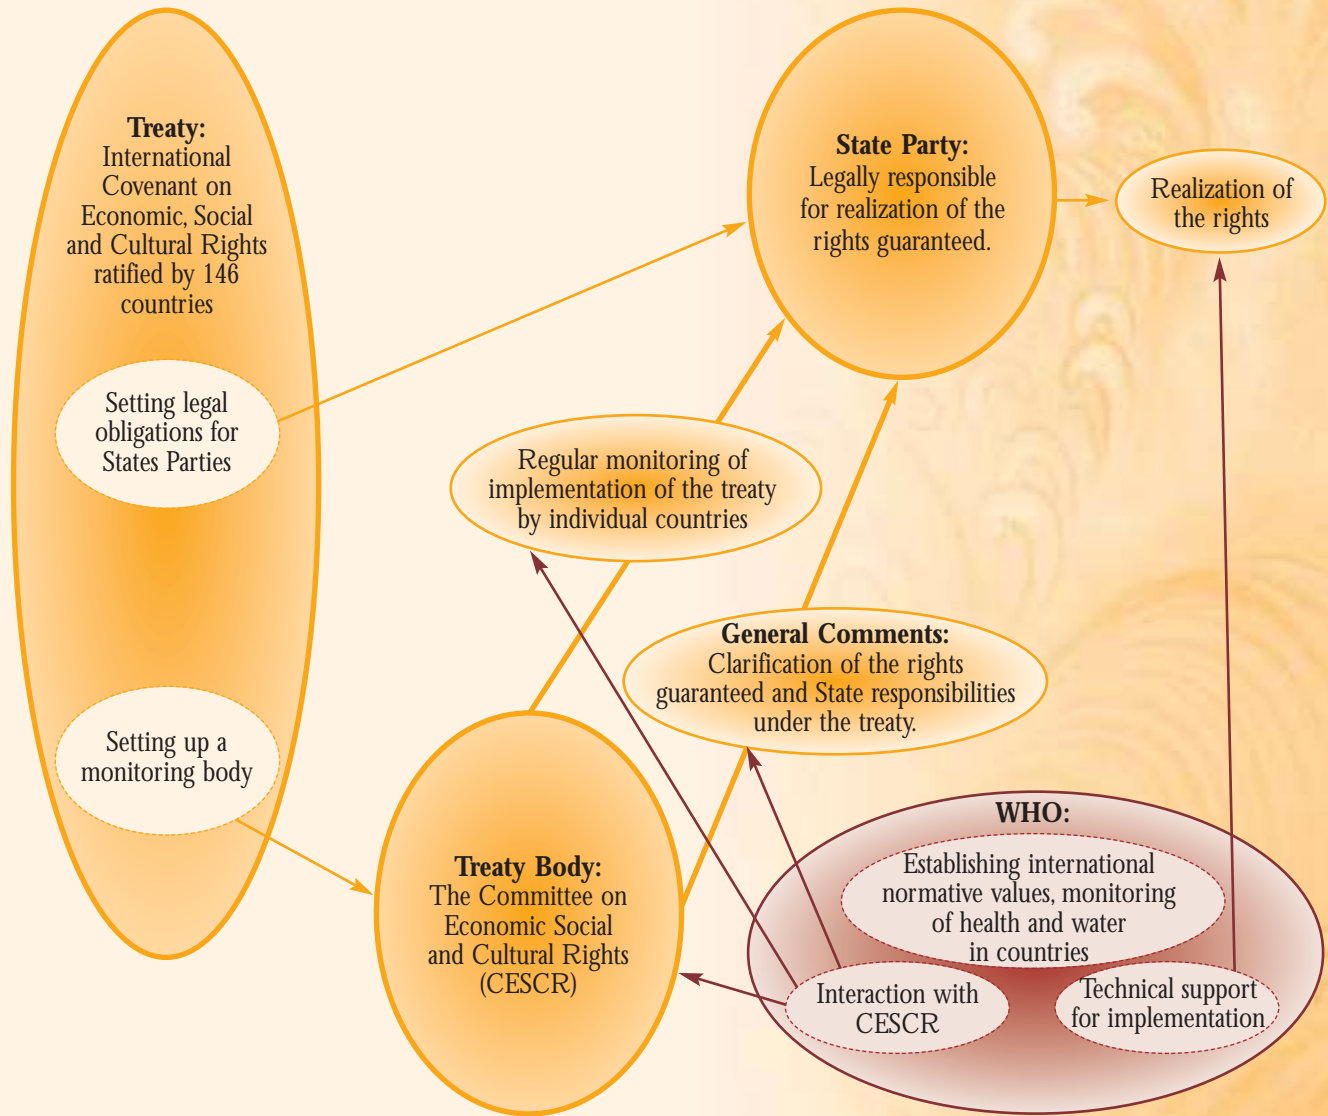 Treaty:
International
Covenant on
Economic, Social
and Cultural Rights
ratified by 146
countries
Setting legal
obligations for
States Parties
Setting up a
monitoring body
State Party:
Legally responsible
for realization of the
rights guaranteed.
Realization of
the rights
Regular monitoring of
implementation of the treaty
by individual countries
General Comments:
Clarification of the rights
guaranteed and State responsibilities
under the treaty.
Treaty Body:
The Committee on
Economic Social
and Cultural Rights
(CESCR)
WHO:
Establishing international
normative values, monitoring
of health and water
in countries
Interaction with
CESCR
Technical support
for implementation